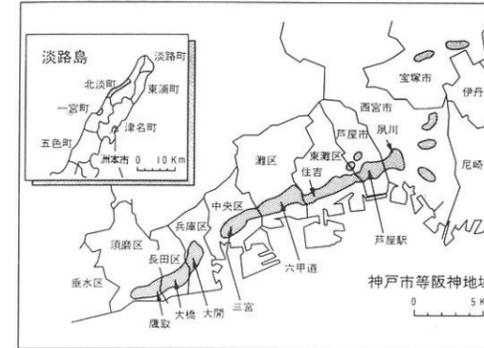 淡路島
淡路町
北淡町
東浦町
一宮町
津名町
五色町
洲本市
0 10 Km
宝塚市
伊丹
西宮市
芦屋市
夙川
尼崎
東灘区
灘区
住吉
中央区
兵庫区
須磨区
長田区
芦屋駅
六甲道
垂水区
三宮
大開
大橋
鷹取
神戸市等阪神地域
0 5K